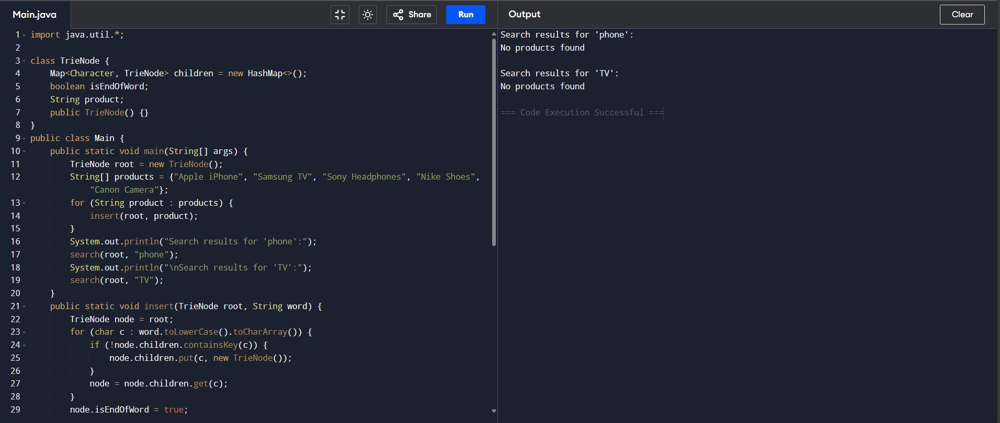 Main.java
Share
Run
Output
Clear
1 import java.util.*;
2
3 class TrieNode {
4     Map<Character, TrieNode> children = new HashMap<>();
5     boolean isEndOfWord;
6     String product;
7     public TrieNode() {}
8 }
9 public class Main {
10     public static void main(String[] args) {
11         TrieNode root = new TrieNode();
12         String[] products = {"Apple iPhone", "Samsung TV", "Sony Headphones", "Nike Shoes",
            "Canon Camera"};
13         for (String product : products) {
14             insert(root, product);
15         }
16         System.out.println("Search results for 'phone':");
17         search(root, "phone");
18         System.out.println("\nSearch results for 'TV':");
19         search(root, "TV");
20     }
21     public static void insert(TrieNode root, String word) {
22         TrieNode node = root;
23         for (char c : word.toLowerCase().toCharArray()) {
24             if (!node.children.containsKey(c)) {
25                 node.children.put(c, new TrieNode());
26             }
27             node = node.children.get(c);
28         }
29         node.isEndOfWord = true;
Search results for 'phone':
No products found
Search results for 'TV':
No products found
=== Code Execution Successful ===